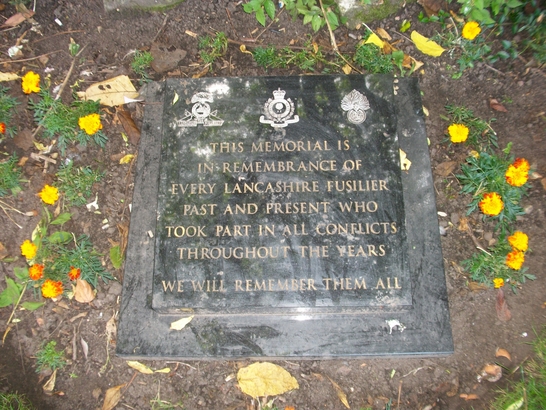 THIS MEMORIAL IS
IN REMEMBRANCE OF
EVERY LANCASHIRE FUSILIER
PAST AND PRESENT WHO
TOOK PART IN ALL CONFLICTS
THROUGHOUT THE YEARS
WE WILL REMEMBER THEM ALL